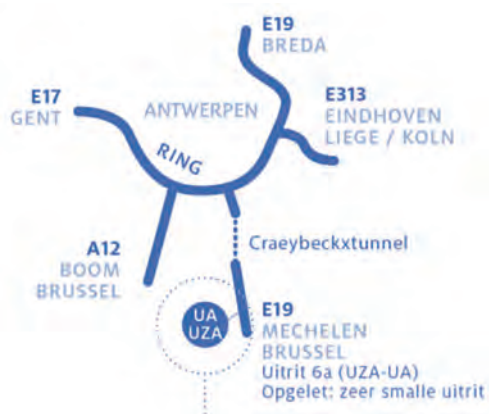 E19
BREDA
E17
GENT
ANTWERPEN
E313
EINDHOVEN
LIEGE / KOLN
RING
A12
BOOM
BRUSSEL
Craeybeckxtunnel
UA
UZA
E19
MECHELEN
BRUSSEL
Uitrit 6a (UZA-UA)
Opgelet: zeer smalle uitrit